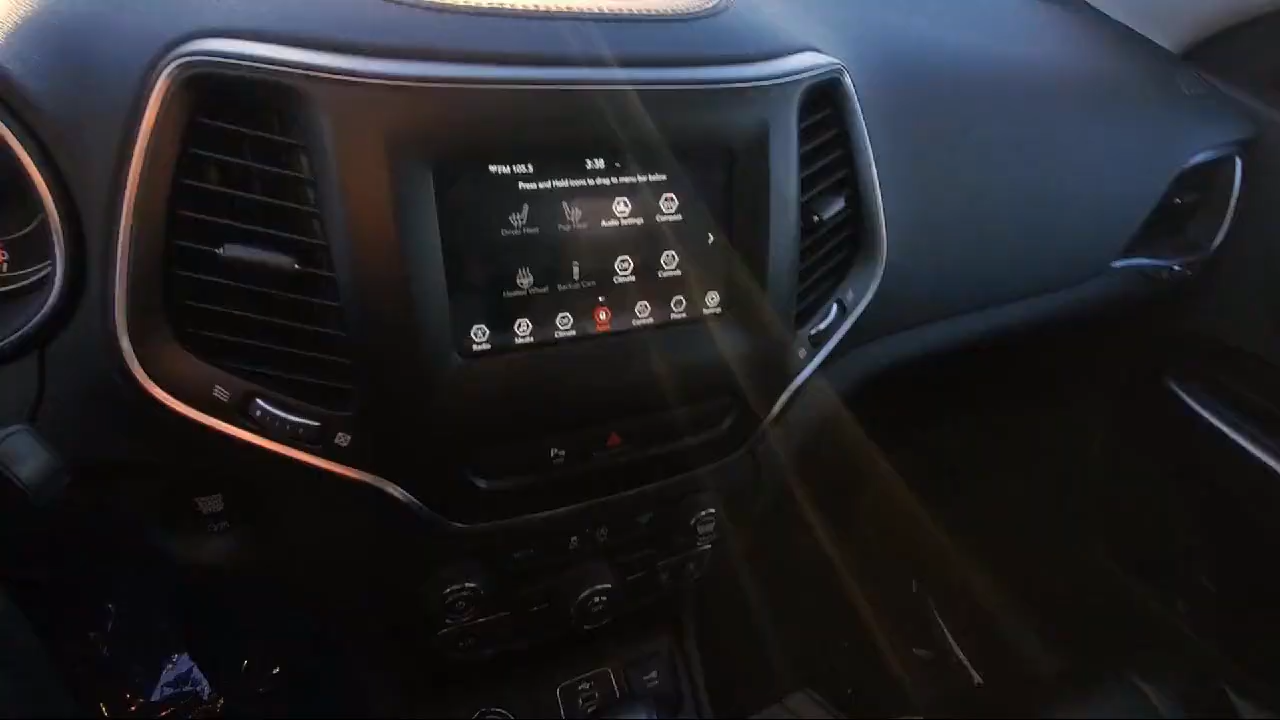 FM 105.5 3:38
Press and Hold icons to drag to menu bar below
Driver Heat Pass Heat Audio Settings Compass
Heated Wheel Backup Cam Climate Controls
Radio Media Climate Controls Phone Settings